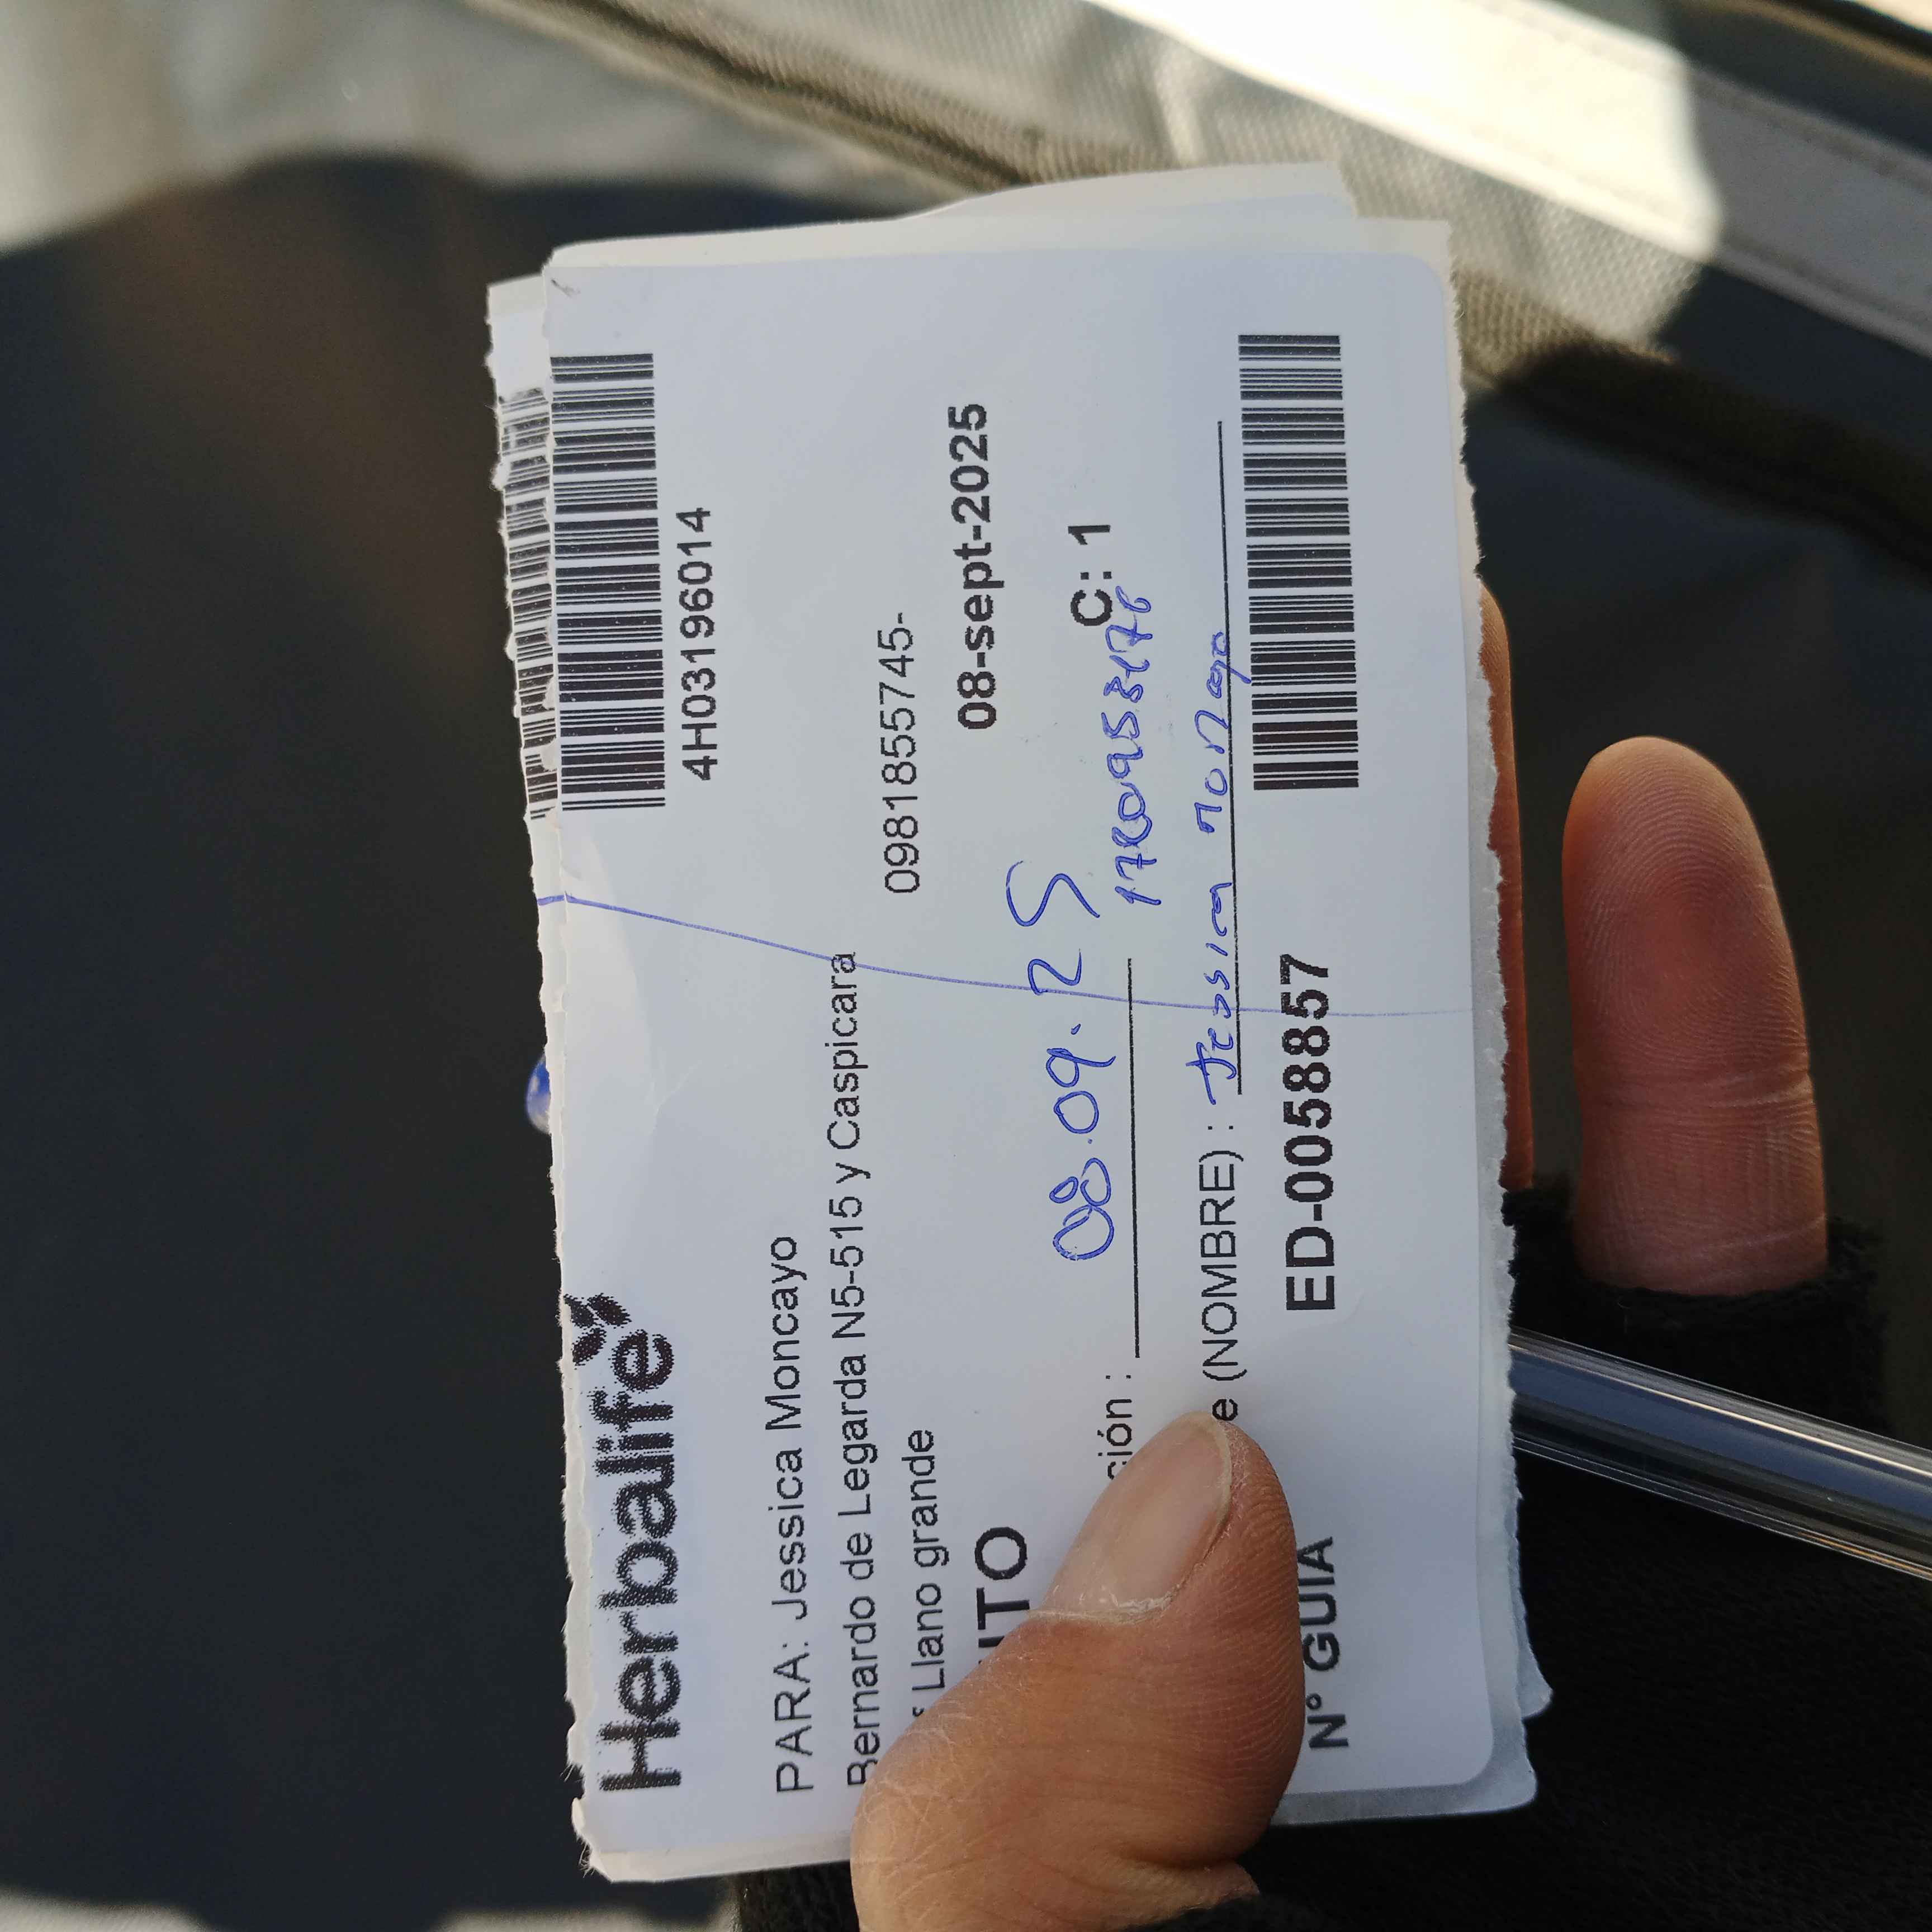 Herbalife
4H03196014
PARA: Jessica Moncayo
Bernardo de Legarda N5-515 y Caspicara
0981855745-
Llano grande
08-sept-2025
ción : 08.09.25
C: 1
e (NOMBRE) : Jessica
N° GUIA ED-0058857